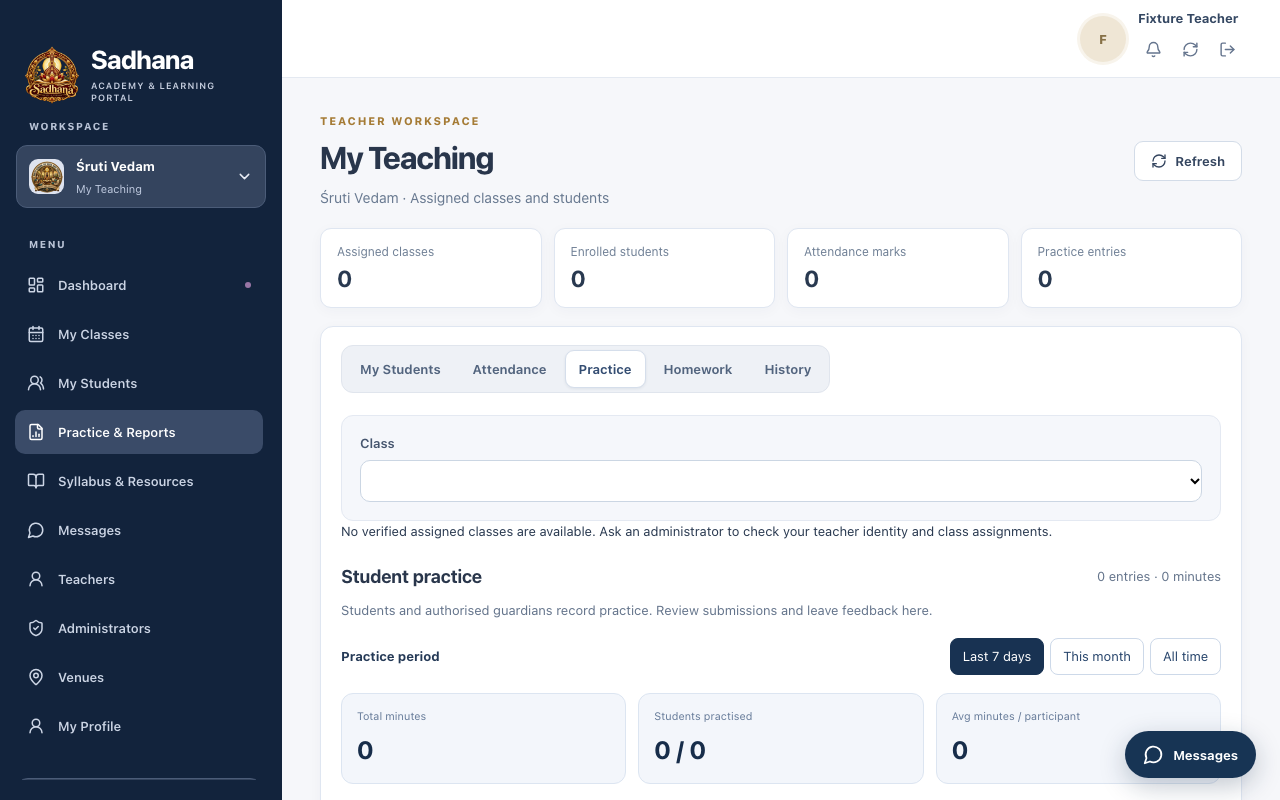 Sadhana
ACADEMY & LEARNING
PORTAL
Sadhana
WORKSPACE
Śruti Vedam
My Teaching
MENU
Dashboard
My Classes
My Students
Practice & Reports
Syllabus & Resources
Messages
Teachers
Administrators
Venues
My Profile
F
Fixture Teacher
TEACHER WORKSPACE
My Teaching
Śruti Vedam · Assigned classes and students
Refresh
Assigned classes
0
Enrolled students
0
Attendance marks
0
Practice entries
0
My Students
Attendance
Practice
Homework
History
Class
No verified assigned classes are available. Ask an administrator to check your teacher identity and class assignments.
Student practice
0 entries · 0 minutes
Students and authorised guardians record practice. Review submissions and leave feedback here.
Practice period
Last 7 days
This month
All time
Total minutes
0
Students practised
0 / 0
Avg minutes / participant
0
Messages